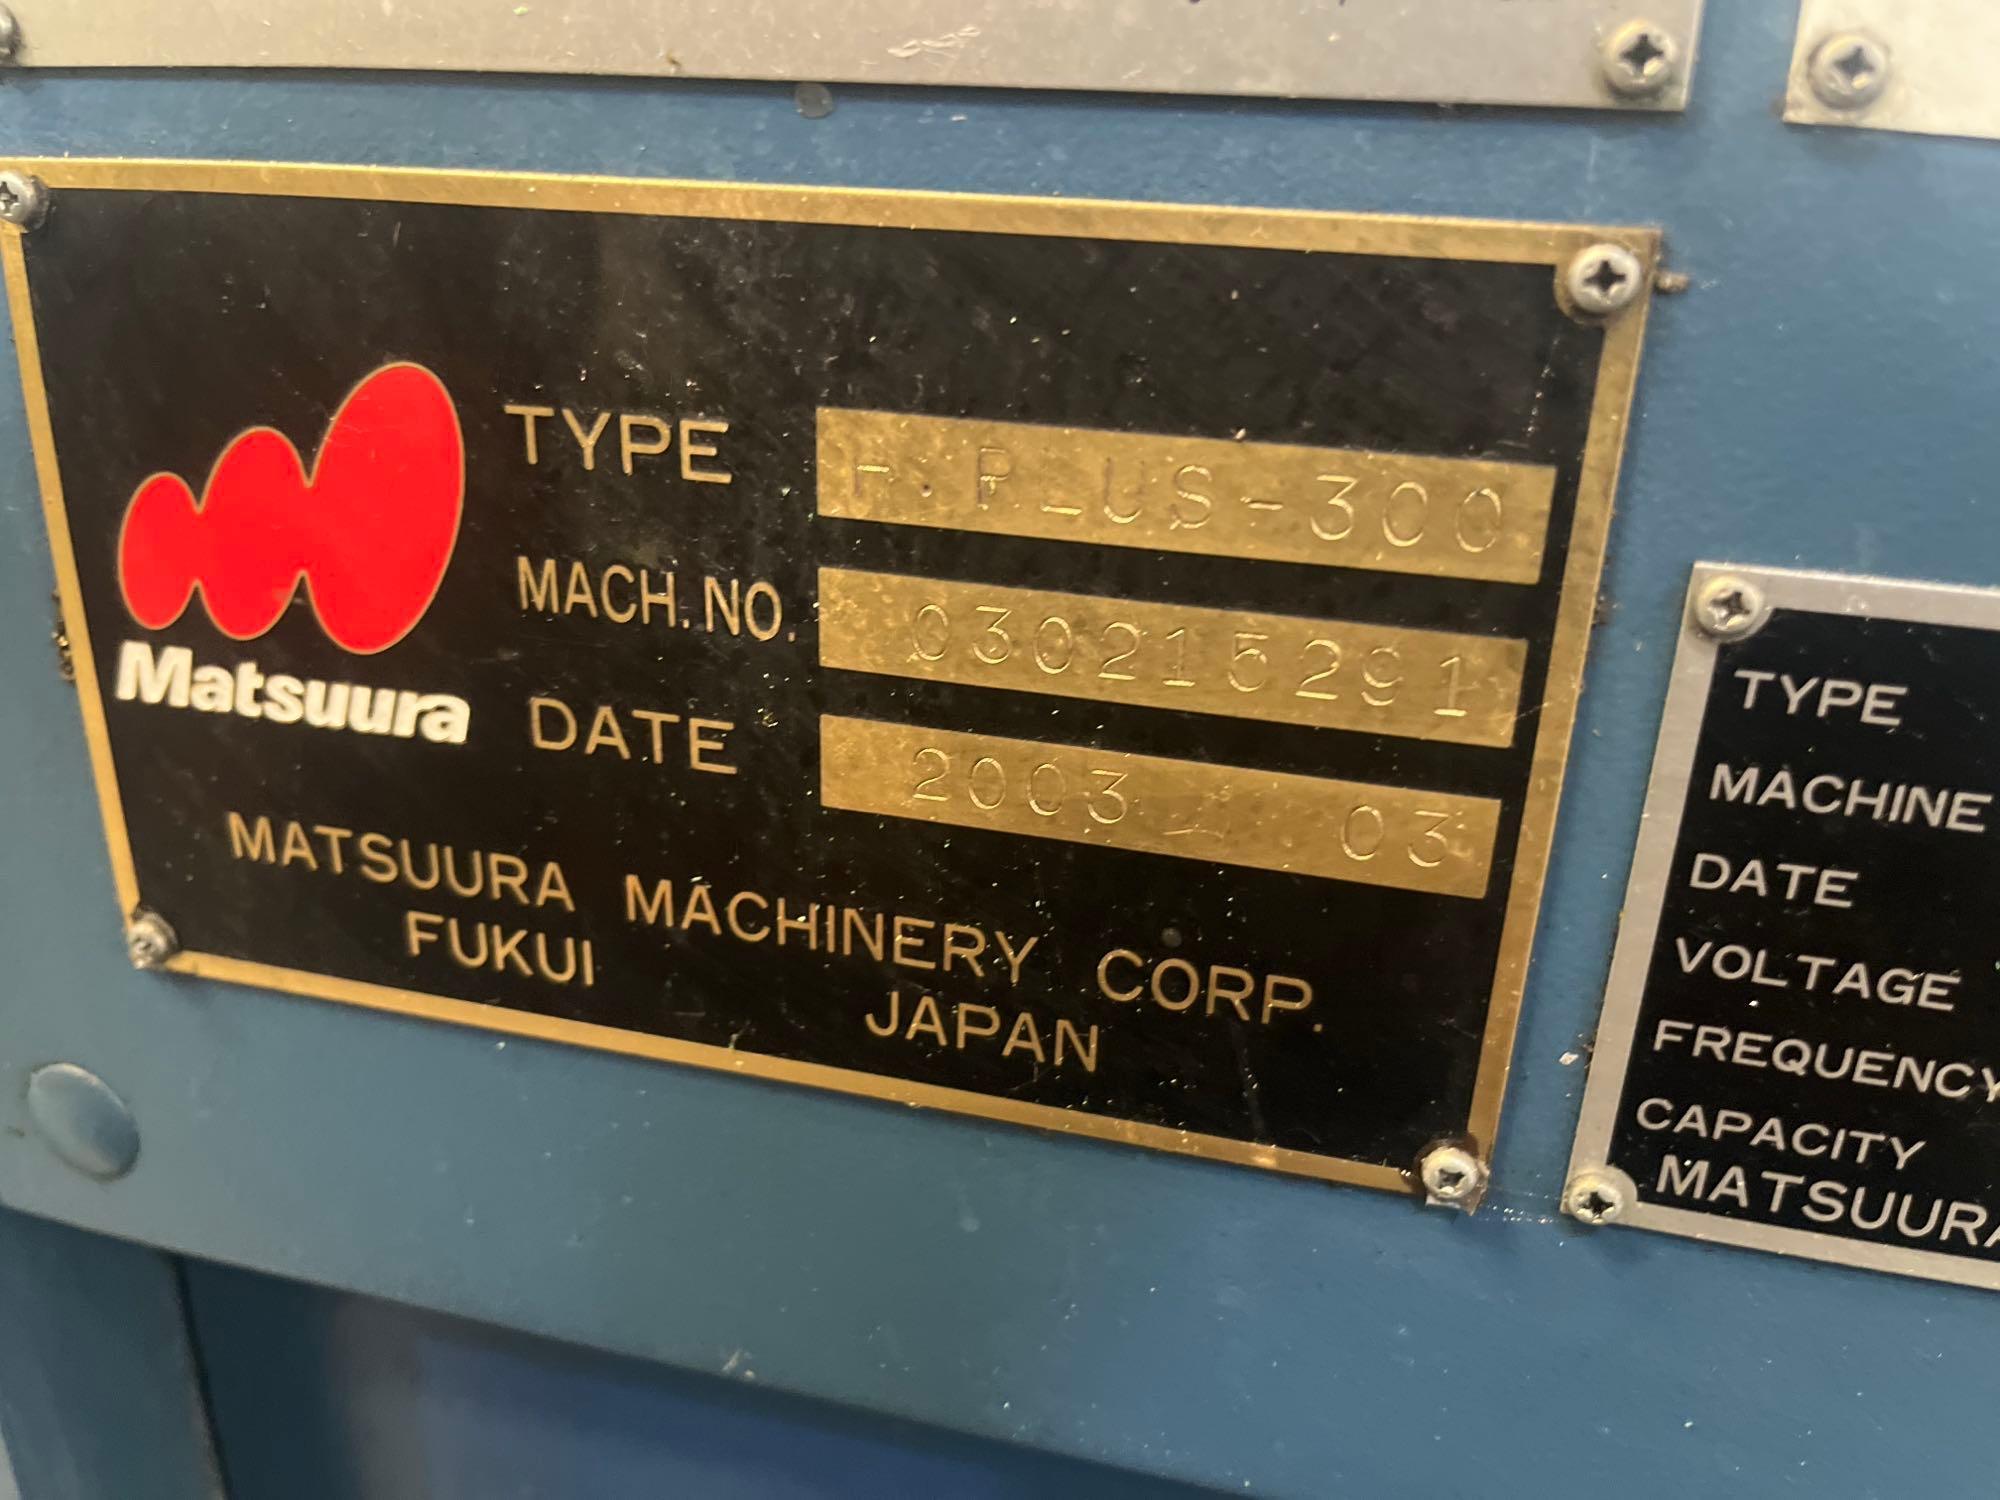 Matsuura
TYPE H.PLUS-300
MACH.NO. 030215291
DATE 2003 03
MATSUURA MACHINERY CORP.
FUKUI JAPAN
TYPE
MACHINE
DATE
VOLTAGE
FREQUENCY
CAPACITY
MATSUURA